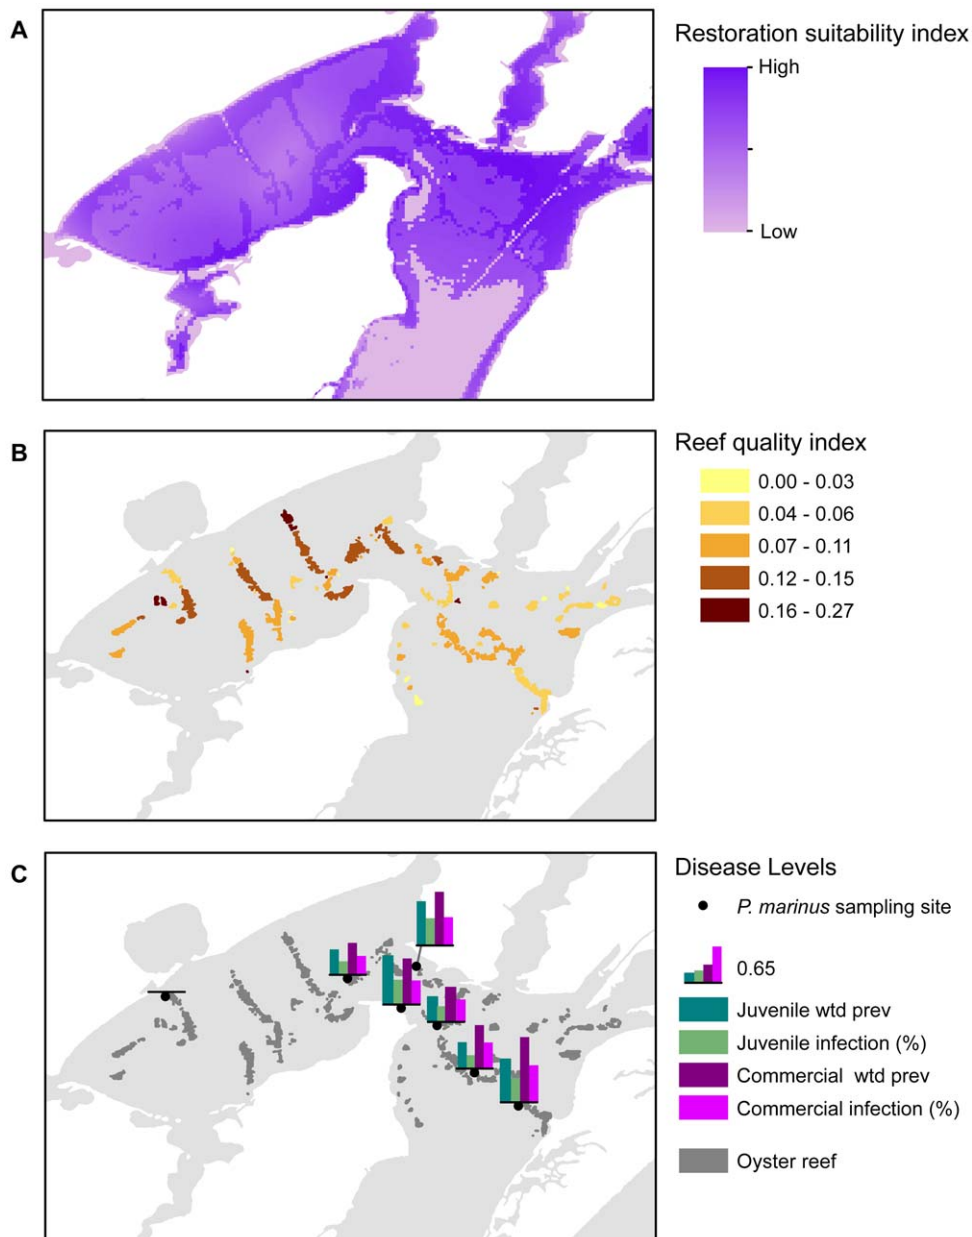 A
Restoration suitability index
High
Low
B
Reef quality index
0.00 - 0.03
0.04 - 0.06
0.07 - 0.11
0.12 - 0.15
0.16 - 0.27
C
Disease Levels
P. marinus sampling site
0.65
Juvenile wtd prev
Juvenile infection (%)
Commercial wtd prev
Commercial infection (%)
Oyster reef